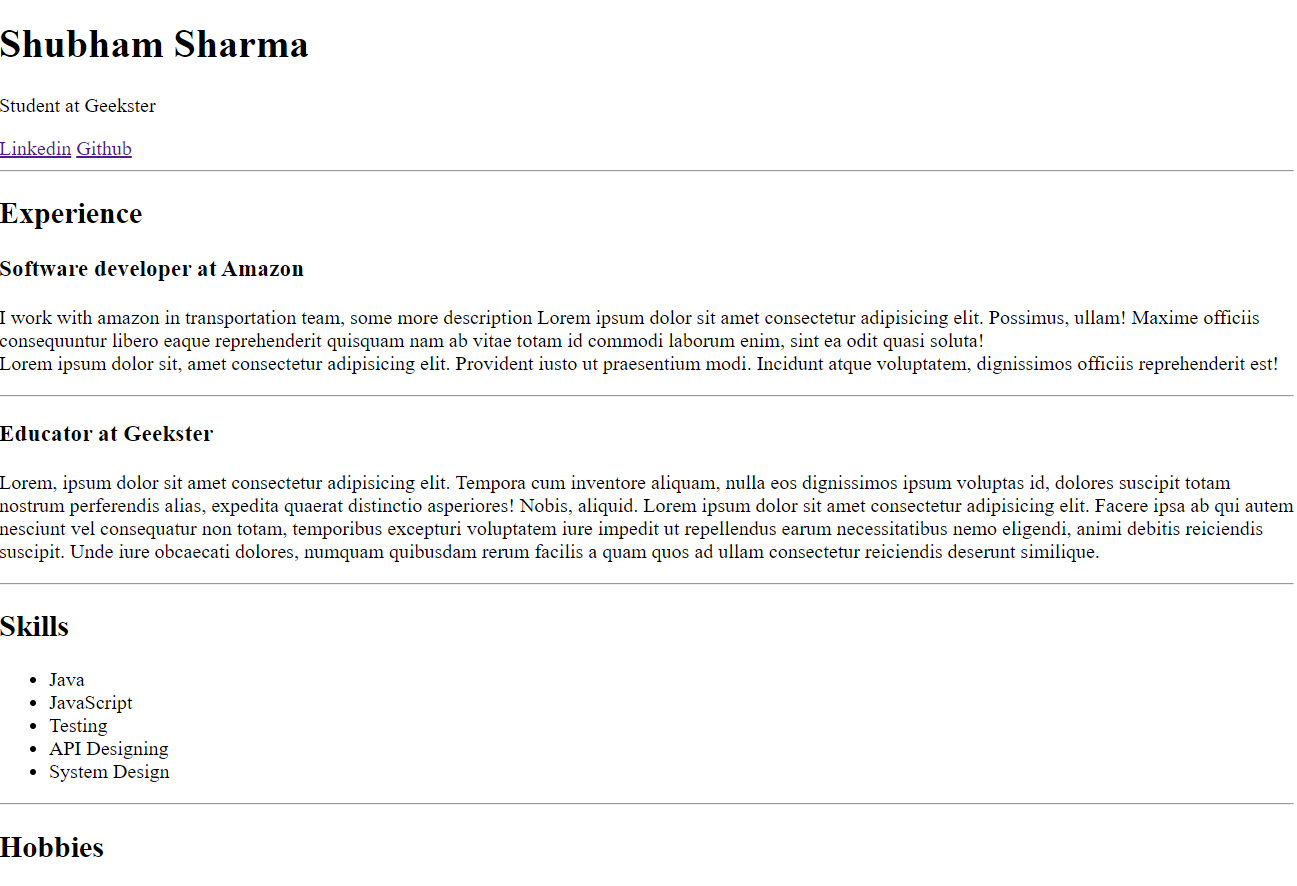 Shubham Sharma
Student at Geekster
Linkedin Github
Experience
Software developer at Amazon
I work with amazon in transportation team, some more description Lorem ipsum dolor sit amet consectetur adipisicing elit. Possimus, ullam! Maxime officiis
consequuntur libero eaque reprehenderit quisquam nam ab vitae totam id commodi laborum enim, sint ea odit quasi soluta!
Lorem ipsum dolor sit, amet consectetur adipisicing elit. Provident iusto ut praesentium modi. Incidunt atque voluptatem, dignissimos officiis reprehenderit est!
Educator at Geekster
Lorem, ipsum dolor sit amet consectetur adipisicing elit. Tempora cum inventore aliquam, nulla eos dignissimos ipsum voluptas id, dolores suscipit totam
nostrum perferendis alias, expedita quaerat distinctio asperiores! Nobis, aliquid. Lorem ipsum dolor sit amet consectetur adipisicing elit. Facere ipsa ab qui autem
nesciunt vel consequatur non totam, temporibus excepturi voluptatem iure impedit ut repellendus earum necessitatibus nemo eligendi, animi debitis reiciendis
suscipit. Unde iure obcaecati dolores, numquam quibusdam rerum facilis a quam quos ad ullam consectetur reiciendis deserunt similique.
Skills
• Java
• JavaScript
• Testing
• API Designing
• System Design
Hobbies